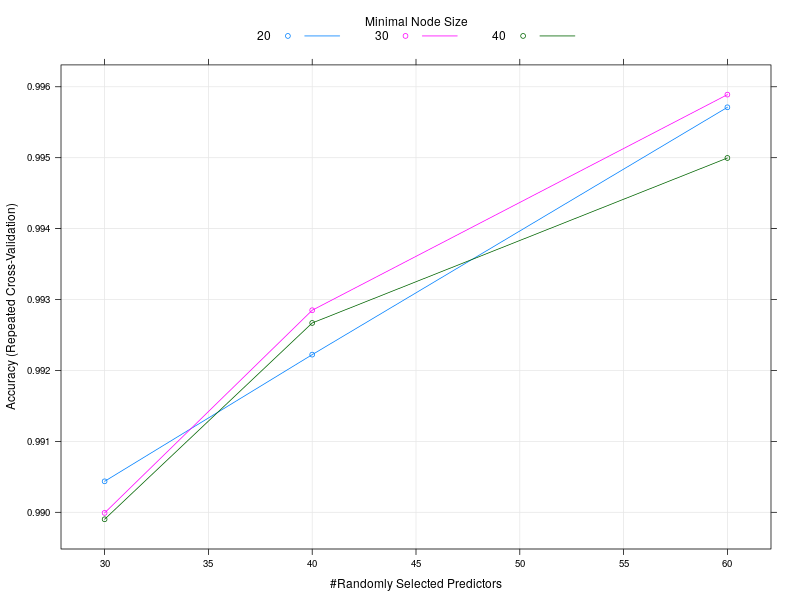 Minimal Node Size
20 30 40
0.996
0.995
0.994
0.993
0.992
0.991
0.990
Accuracy (Repeated Cross-Validation)
30 35 40 45 50 55 60
#Randomly Selected Predictors